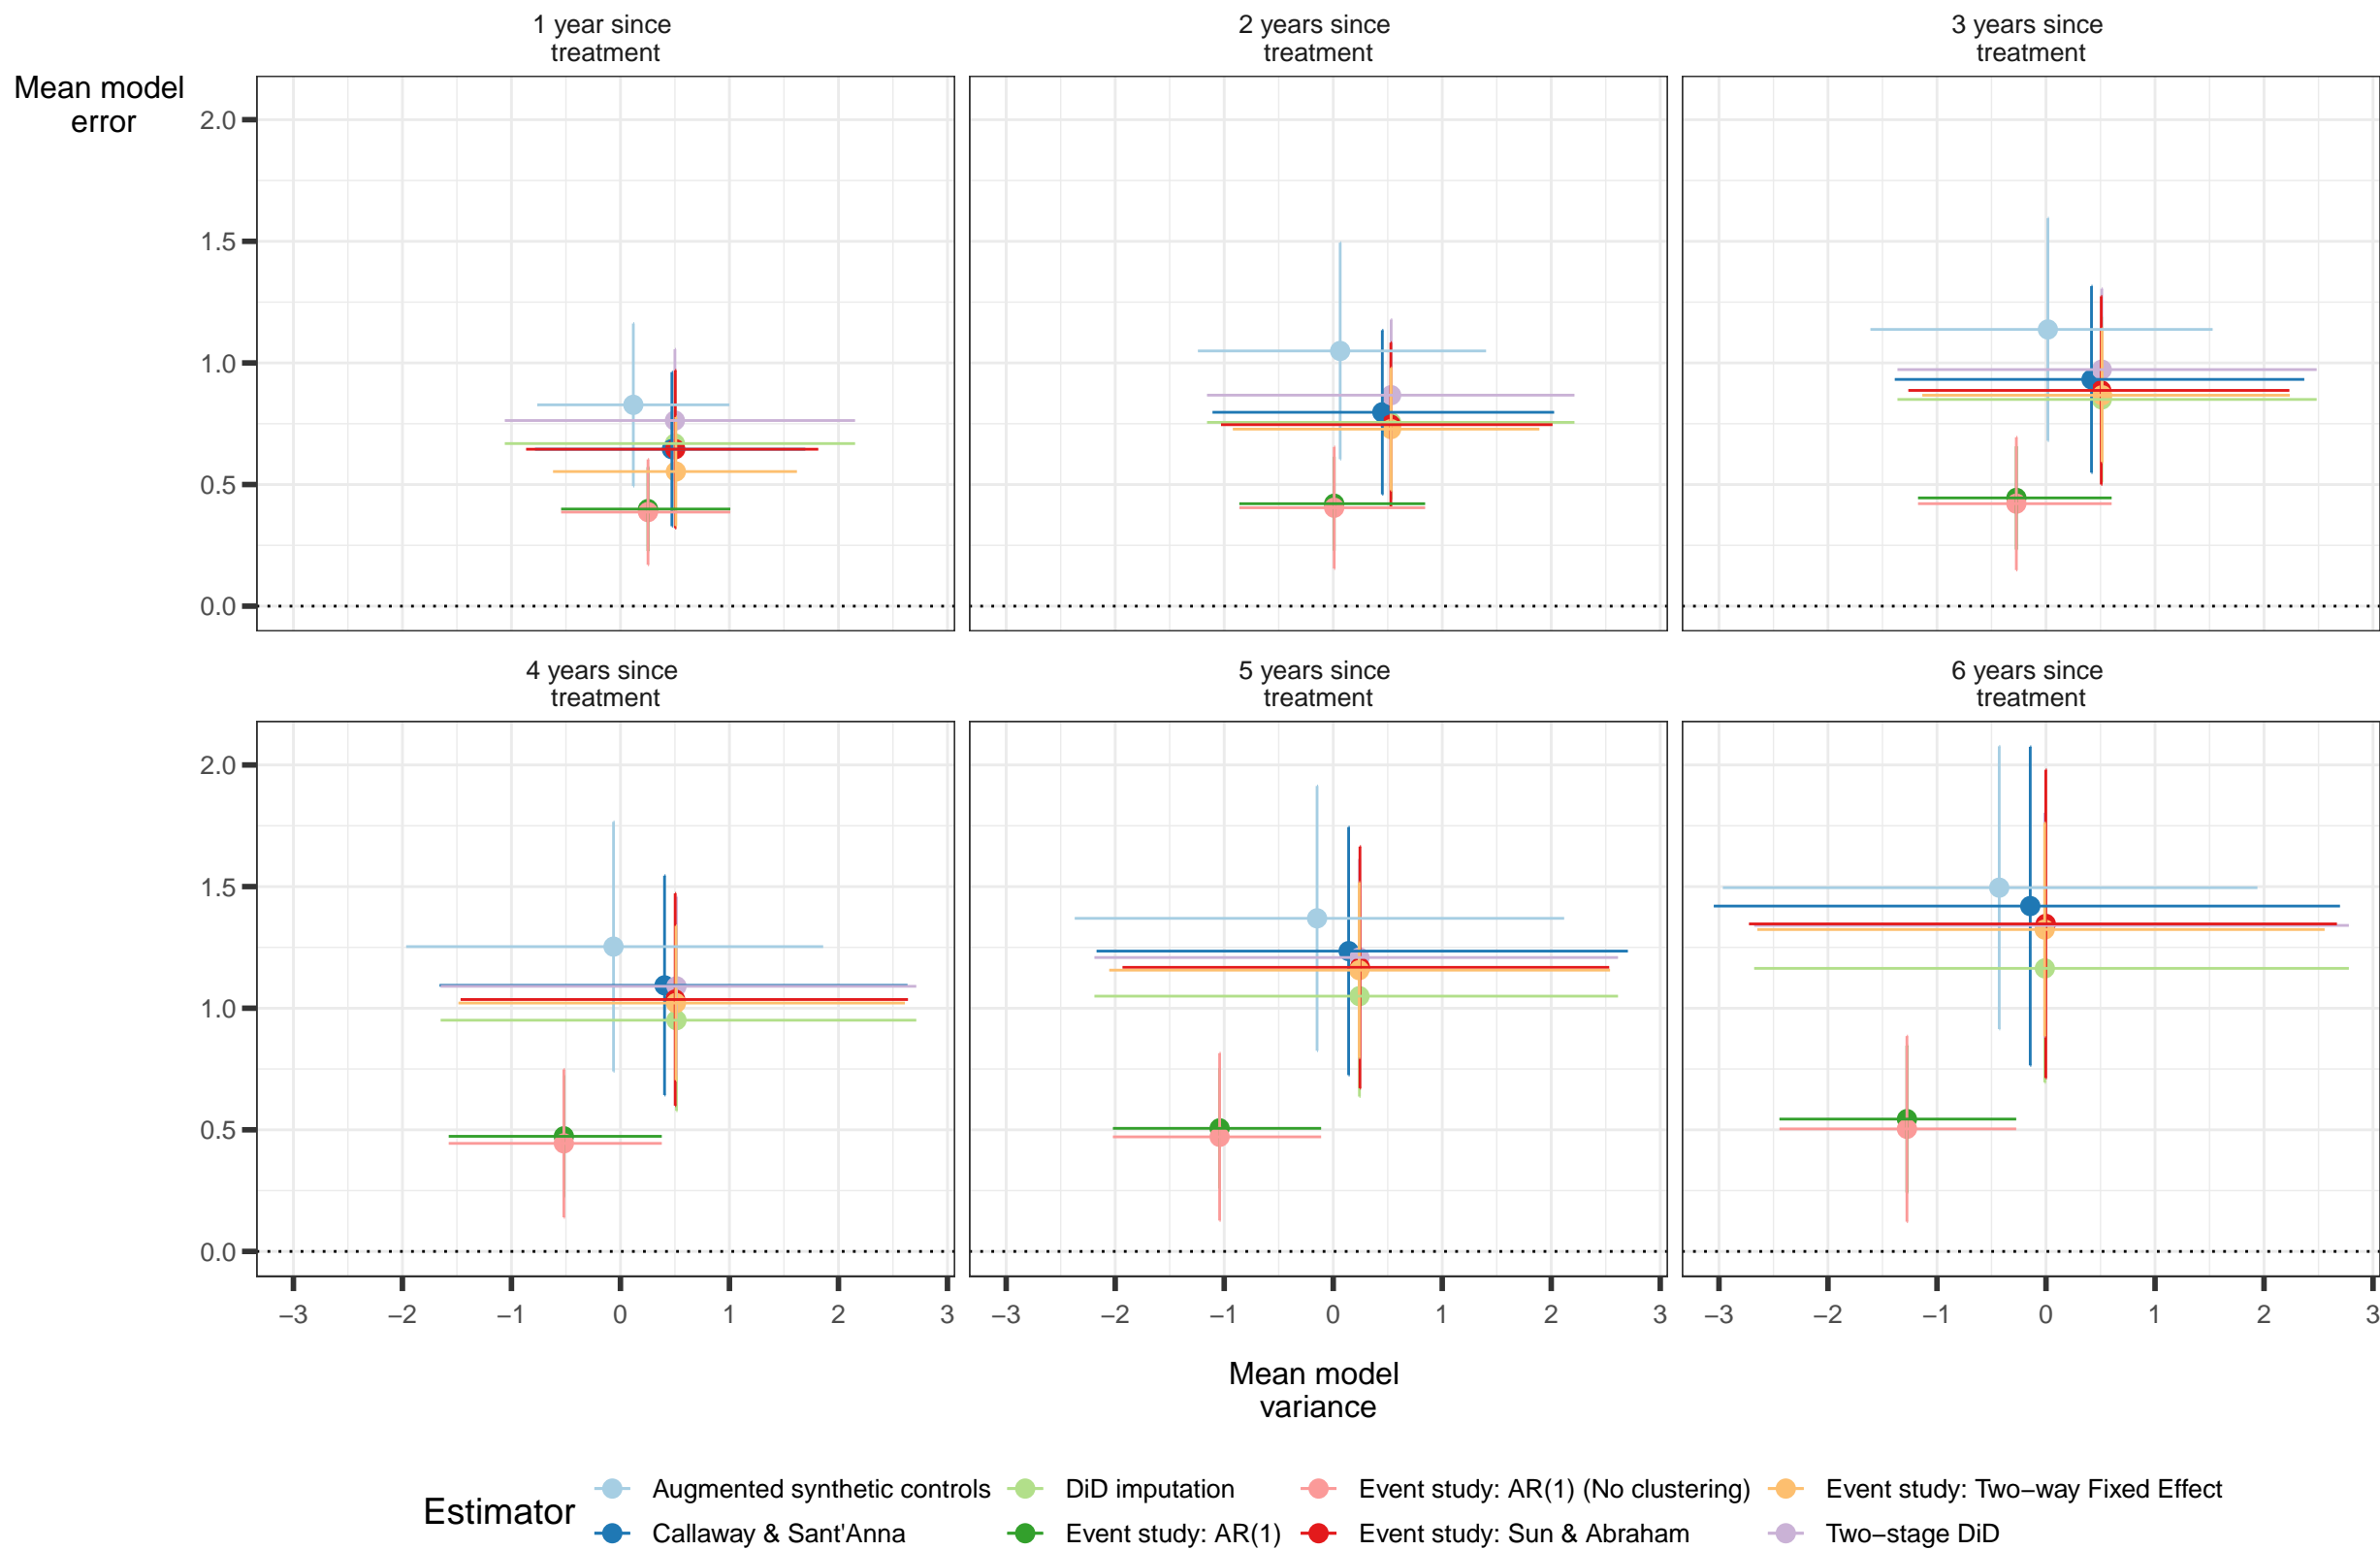 1 year since
treatment
2 years since
treatment
3 years since
treatment
Mean model
error
2.0
1.5
1.0
0.5
0.0
4 years since
treatment
5 years since
treatment
6 years since
treatment
2.0
1.5
1.0
0.5
0.0
−3 −2 −1 0 1 2 3
−3 −2 −1 0 1 2 3
−3 −2 −1 0 1 2 3
Mean model
variance
Estimator
Augmented synthetic controls
DiD imputation
Event study: AR(1) (No clustering)
Event study: Two−way Fixed Effect
Callaway & Sant'Anna
Event study: AR(1)
Event study: Sun & Abraham
Two−stage DiD